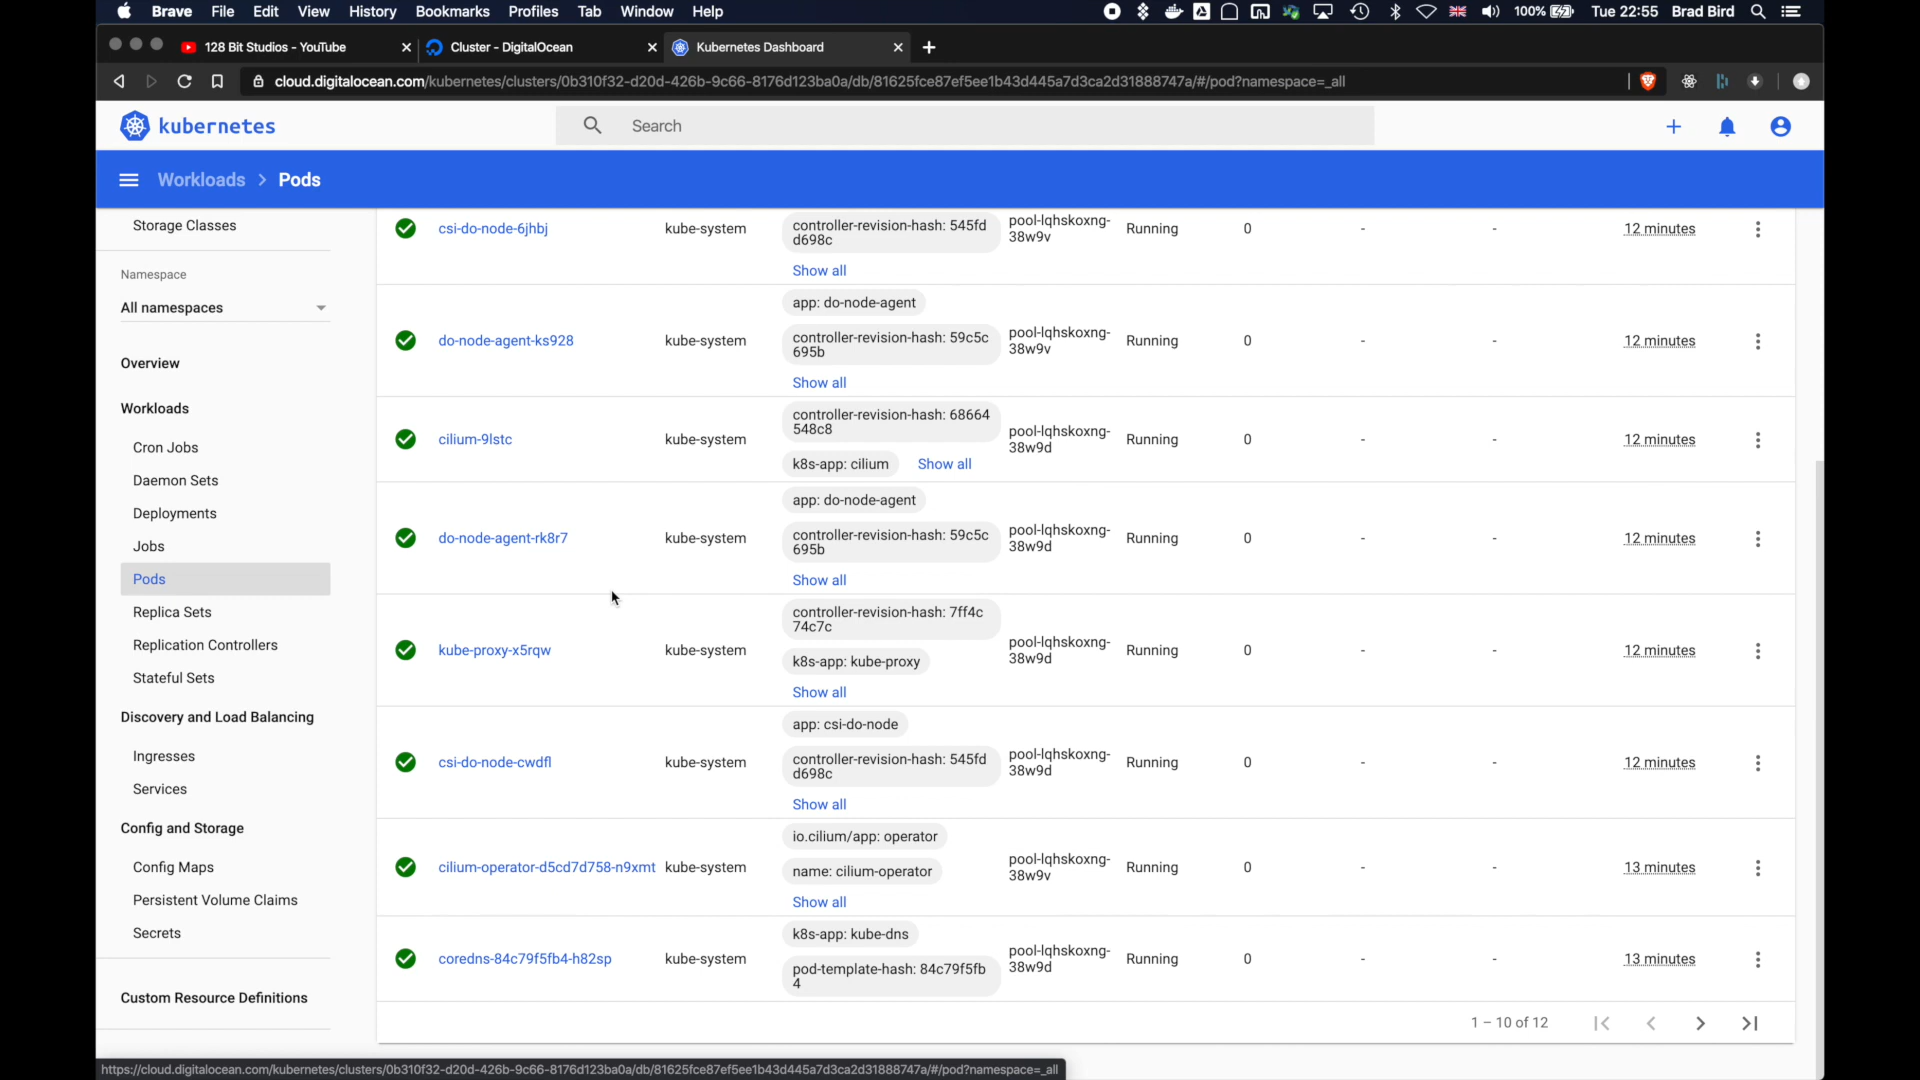 Brave File Edit View History Bookmarks Profiles Tab Window Help 100% Tue 22:55 Brad Bird
128 Bit Studios - YouTube Cluster - DigitalOcean Kubernetes Dashboard
cloud.digitalocean.com/kubernetes/clusters/0b310f32-d20d-426b-9c66-8176d123ba0a/db/81625fce87ef5ee1b43d445a7d3ca2d31888747a/#/pod?namespace=_all
kubernetes Search
Workloads > Pods
Storage Classes
Namespace
All namespaces
Overview
Workloads
Cron Jobs
Daemon Sets
Deployments
Jobs
Pods
Replica Sets
Replication Controllers
Stateful Sets
Discovery and Load Balancing
Ingresses
Services
Config and Storage
Config Maps
Persistent Volume Claims
Secrets
Custom Resource Definitions
csi-do-node-6jhbj kube-system
controller-revision-hash: 545fd
d698c
Show all
pool-lqhskoxng-
38w9v
Running 0 - - 12 minutes
do-node-agent-ks928 kube-system
app: do-node-agent
controller-revision-hash: 59c5c
695b
Show all
pool-lqhskoxng-
38w9v
Running 0 - - 12 minutes
cilium-9lstc kube-system
controller-revision-hash: 68664
548c8
k8s-app: cilium Show all
pool-lqhskoxng-
38w9d
Running 0 - - 12 minutes
do-node-agent-rk8r7 kube-system
app: do-node-agent
controller-revision-hash: 59c5c
695b
Show all
pool-lqhskoxng-
38w9d
Running 0 - - 12 minutes
kube-proxy-x5rqw kube-system
controller-revision-hash: 7ff4c
74c7c
k8s-app: kube-proxy
Show all
pool-lqhskoxng-
38w9d
Running 0 - - 12 minutes
csi-do-node-cwdfl kube-system
app: csi-do-node
controller-revision-hash: 545fd
d698c
Show all
pool-lqhskoxng-
38w9d
Running 0 - - 12 minutes
cilium-operator-d5cd7d758-n9xmt kube-system
io.cilium/app: operator
name: cilium-operator
Show all
pool-lqhskoxng-
38w9v
Running 0 - - 13 minutes
coredns-84c79f5fb4-h82sp kube-system
k8s-app: kube-dns
pod-template-hash: 84c79f5fb
4
pool-lqhskoxng-
38w9d
Running 0 - - 13 minutes
1 – 10 of 12
https://cloud.digitalocean.com/kubernetes/clusters/0b310f32-d20d-426b-9c66-8176d123ba0a/db/81625fce87ef5ee1b43d445a7d3ca2d31888747a/#/pod?namespace=_all